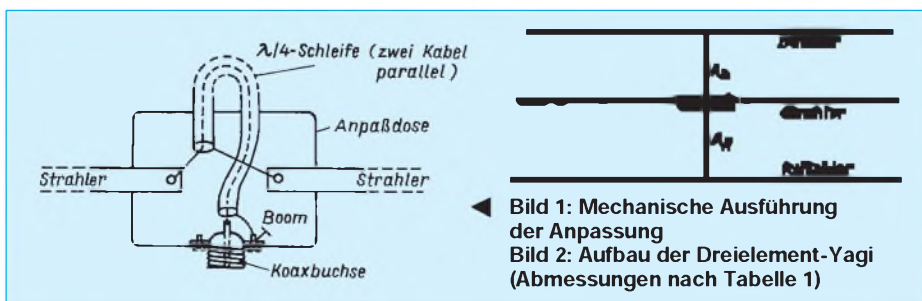 λ/4-Schleife (zwei Kabel
parallel)
Anpaßdose
Strahler
Strahler
Boom
Koaxbuchse
Strahler
◄ Bild 1: Mechanische Ausführung
der Anpassung
Bild 2: Aufbau der Dreielement-Yagi
(Abmessungen nach Tabelle 1)